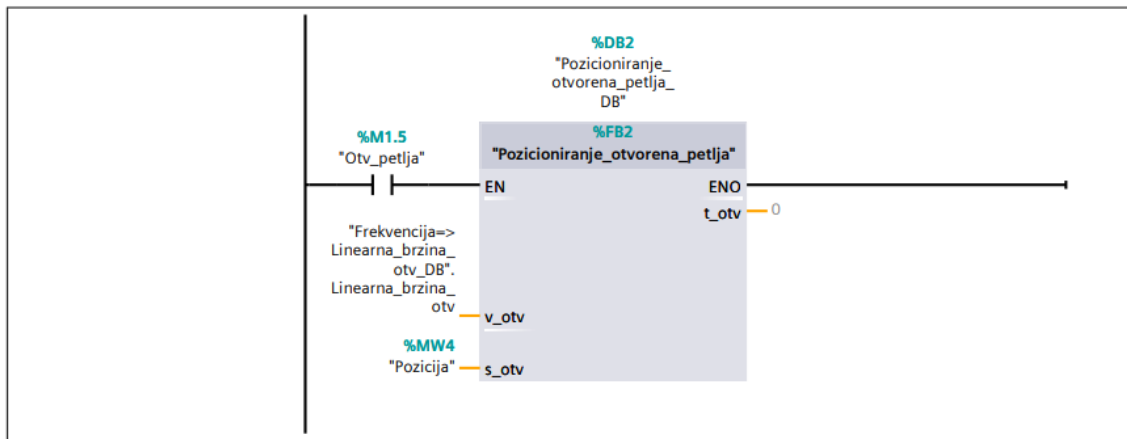 %DB2
"Pozicioniranje_
otvorena_petlja_
DB"
%M1.5
"Otv_petlja"
%FB2
"Pozicioniranje_otvorena_petlja"
EN
ENO
t_otv
0
"Frekvencija=>
Linearna_brzina_
otv_DB".
Linearna_brzina_
otv
v_otv
%MW4
"Pozicija"
s_otv